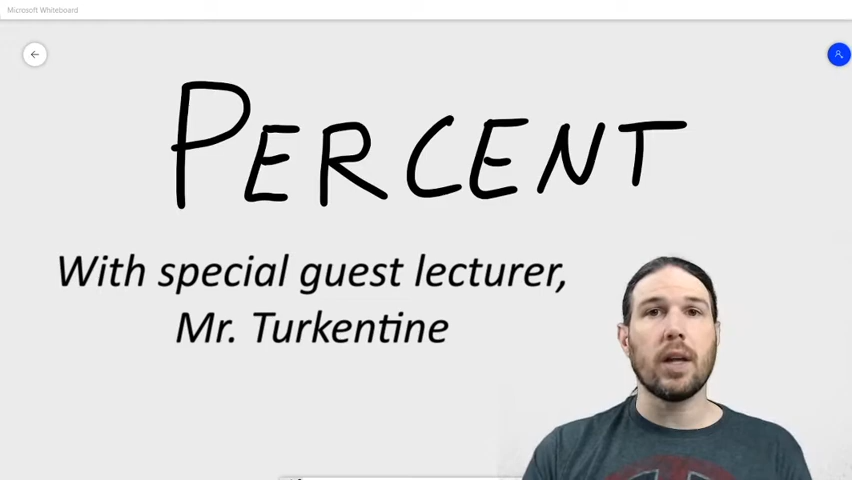 Microsoft Whiteboard
PERCENT
With special guest lecturer,
Mr. Turkentine